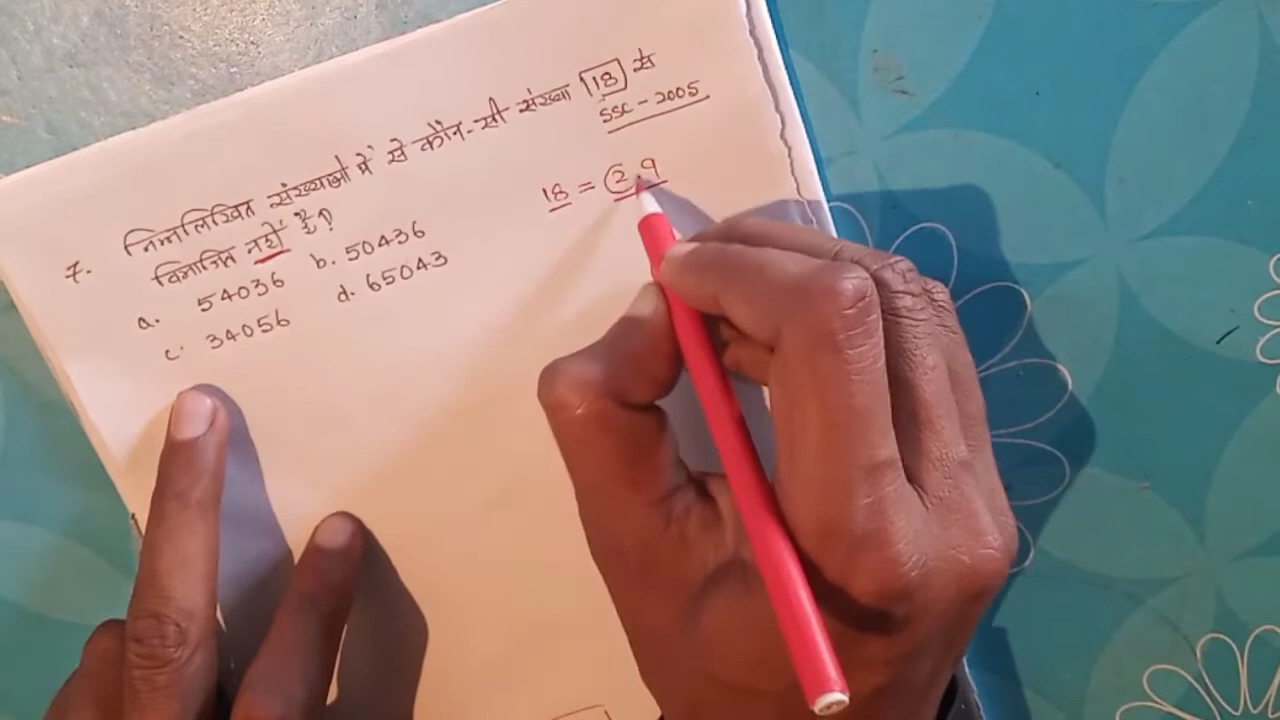 7. निम्नलिखित संख्याओं में से कौन-सी संख्या 18 से
विभाजित नहीं है? SSC - 2005
a. 54036 b. 50436
c. 34056 d. 65043
18 = 2, 9